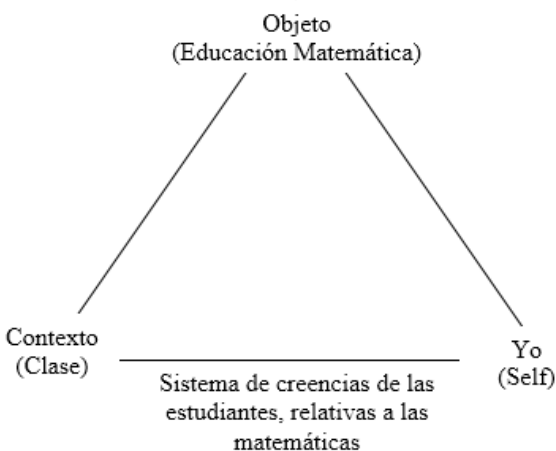 Objeto
(Educación Matemática)
Contexto
(Clase)
Yo
(Self)
Sistema de creencias de las
estudiantes, relativas a las
matemáticas